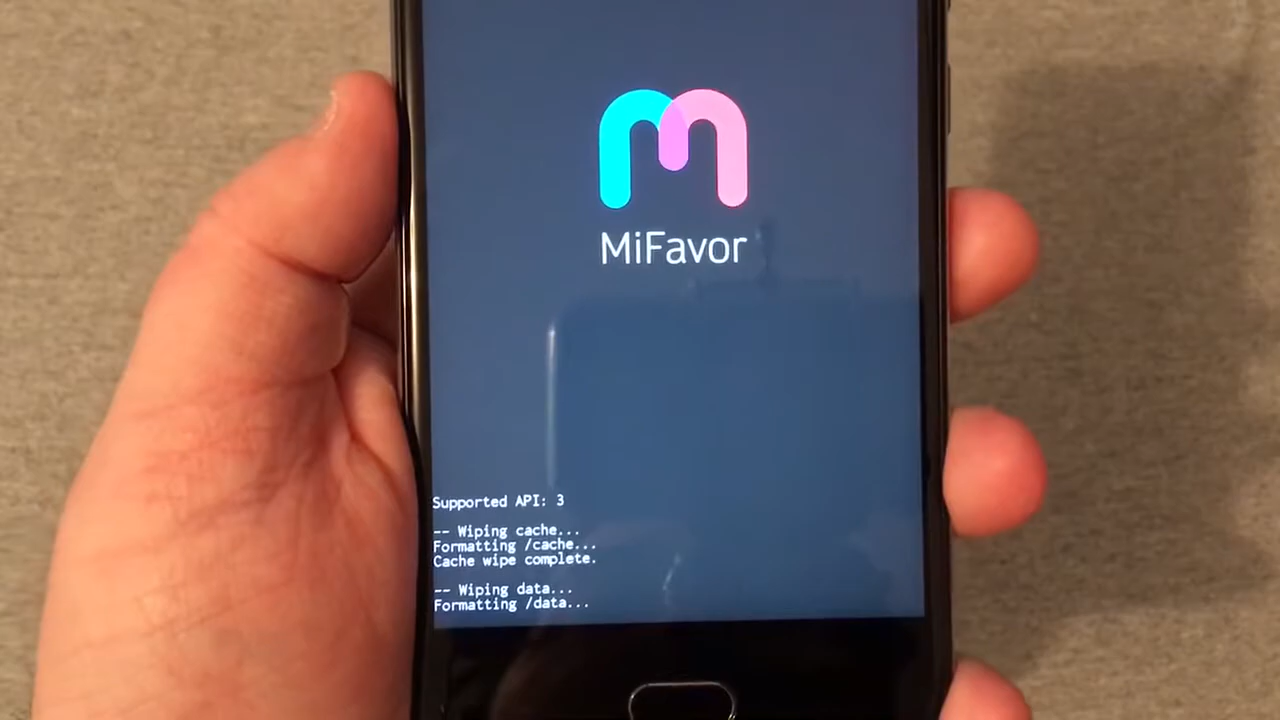 MiFavor
Supported API: 3
-- Wiping cache...
Formatting /cache...
Cache wipe complete.
-- Wiping data...
Formatting /data...